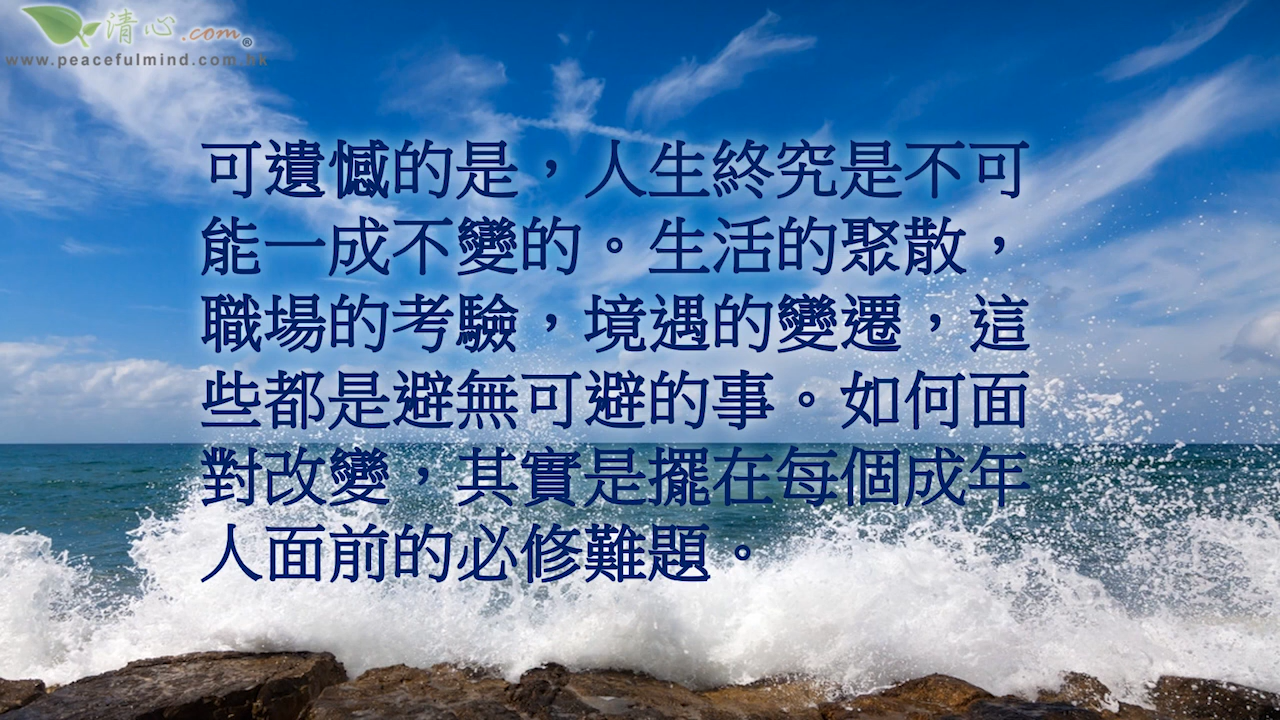 清心.com®
www.peacefulmind.com.hk
可遺憾的是，人生終究是不可
能一成不變的。生活的聚散，
職場的考驗，境遇的變遷，這
些都是避無可避的事。如何面
對改變，其實是擺在每個成年
人面前的必修難題。